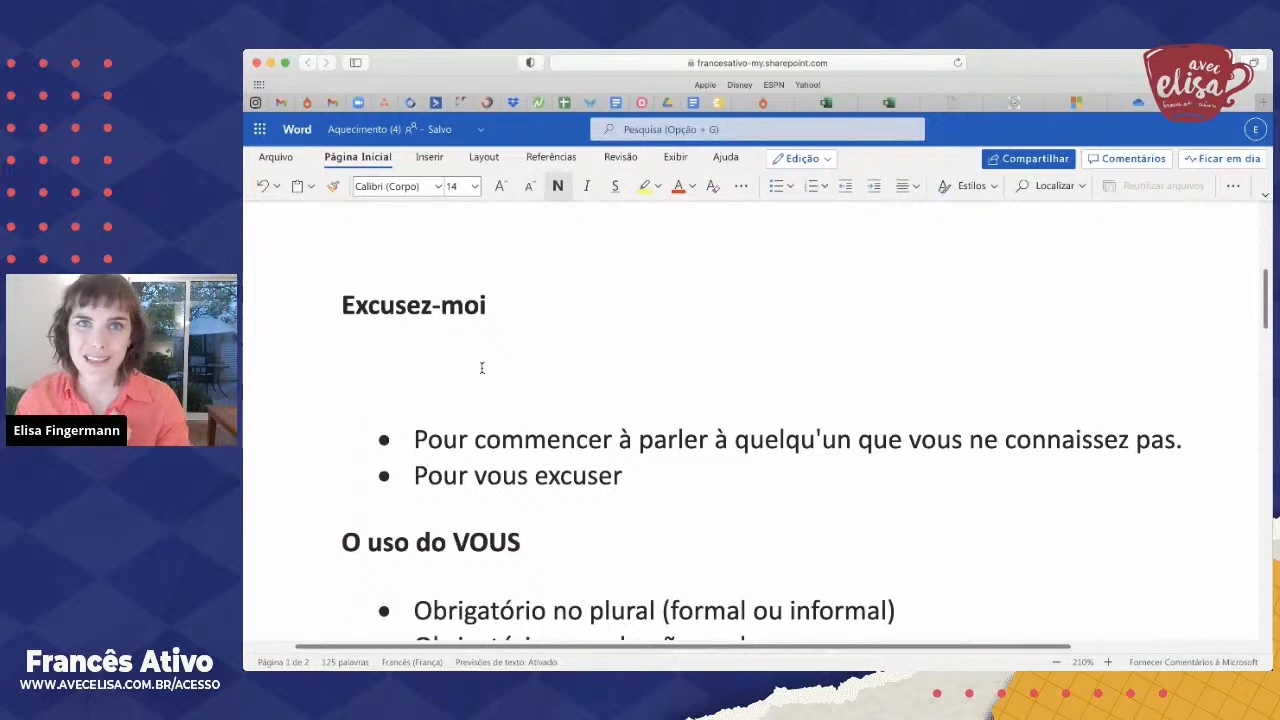 francesativo-my.sharepoint.com
Apple Disney ESPN Yahoo!
avec
elisa
Word Aquecimento (4) - Salvo Pesquisa (Opção + G) E
Arquivo Página Inicial Inserir Layout Referências Revisão Exibir Ajuda Edição Compartilhar Comentários Ficar em dia
Calibri (Corpo) 14 N I S Estilos Localizar Reutilizar arquivos
Excusez-moi
Pour commencer à parler à quelqu'un que vous ne connaissez pas.
Pour vous excuser
O uso do VOUS
Obrigatório no plural (formal ou informal)
Página 1 de 2 125 palavras Francês (França) Previsões de texto: Ativado 210% Fornecer Comentários à Microsoft
Elisa Fingermann
Francês Ativo
WWW.AVECELISA.COM.BR/ACESSO